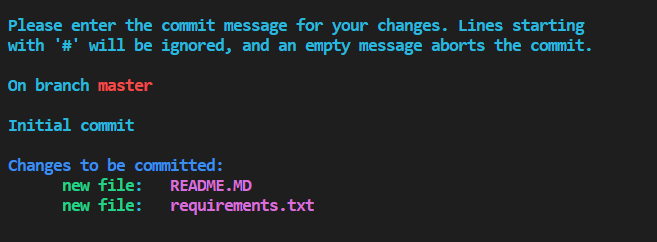 Please enter the commit message for your changes. Lines starting
with '#' will be ignored, and an empty message aborts the commit.
On branch master
Initial commit
Changes to be committed:
new file: README.MD
new file: requirements.txt